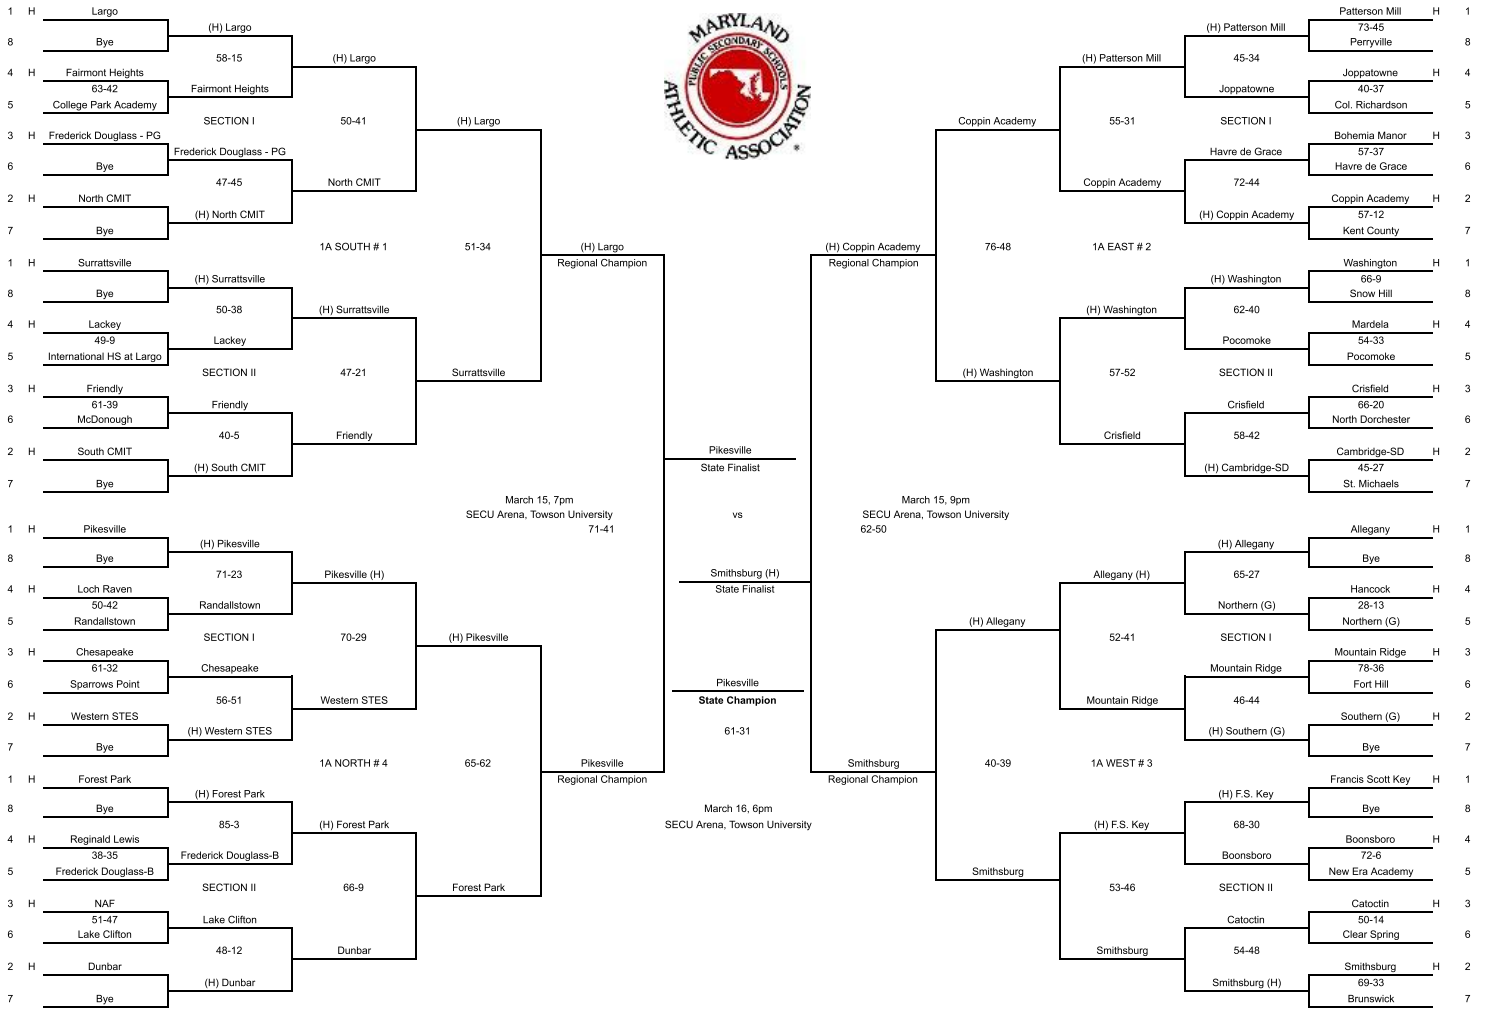 MARYLAND
PUBLIC SECONDARY SCHOOLS
ATHLETIC ASSOCIATION
®
1 H Largo
(H) Largo
8 Bye
58-15
(H) Largo
4 H Fairmont Heights
63-42
Fairmont Heights
5 College Park Academy
SECTION I
50-41
(H) Largo
3 H Frederick Douglass - PG
Frederick Douglass - PG
6 Bye
47-45
North CMIT
2 H North CMIT
(H) North CMIT
7 Bye
1A SOUTH # 1
51-34
(H) Largo
Regional Champion
1 H Surrattsville
(H) Surrattsville
8 Bye
50-38
(H) Surrattsville
4 H Lackey
49-9
Lackey
5 International HS at Largo
SECTION II
47-21
Surrattsville
3 H Friendly
61-39
Friendly
6 McDonough
40-5
Friendly
2 H South CMIT
(H) South CMIT
7 Bye
March 15, 7pm
SECU Arena, Towson University
71-41
1 H Pikesville
(H) Pikesville
8 Bye
71-23
Pikesville (H)
4 H Loch Raven
50-42
Randallstown
5 Randallstown
SECTION I
70-29
(H) Pikesville
3 H Chesapeake
61-32
Chesapeake
6 Sparrows Point
56-51
Western STES
2 H Western STES
(H) Western STES
7 Bye
1A NORTH # 4
65-62
Pikesville
Regional Champion
1 H Forest Park
(H) Forest Park
8 Bye
85-3
(H) Forest Park
4 H Reginald Lewis
38-35
Frederick Douglass-B
5 Frederick Douglass-B
SECTION II
66-9
Forest Park
3 H NAF
51-47
Lake Clifton
6 Lake Clifton
48-12
Dunbar
2 H Dunbar
(H) Dunbar
7 Bye
Pikesville
State Finalist
vs
Smithsburg (H)
State Finalist
Pikesville
State Champion
61-31
March 16, 6pm
SECU Arena, Towson University
Patterson Mill H 1
(H) Patterson Mill
73-45
Perryville 8
(H) Patterson Mill
45-34
Joppatowne H 4
Joppatowne
40-37
Col. Richardson 5
Coppin Academy
55-31
SECTION I
Bohemia Manor H 3
Havre de Grace
57-37
Havre de Grace 6
Coppin Academy
72-44
Coppin Academy H 2
(H) Coppin Academy
57-12
Kent County 7
(H) Coppin Academy
Regional Champion
76-48
1A EAST # 2
Washington H 1
(H) Washington
66-9
Snow Hill 8
(H) Washington
62-40
Mardela H 4
Pocomoke
54-33
Pocomoke 5
(H) Washington
57-52
SECTION II
Crisfield H 3
Crisfield
66-20
North Dorchester 6
Crisfield
58-42
Cambridge-SD H 2
(H) Cambridge-SD
45-27
St. Michaels 7
March 15, 9pm
SECU Arena, Towson University
62-50
Allegany H 1
(H) Allegany
Bye 8
Allegany (H)
65-27
Hancock H 4
Northern (G)
28-13
Northern (G) 5
(H) Allegany
52-41
SECTION I
Mountain Ridge H 3
Mountain Ridge
78-36
Fort Hill 6
Mountain Ridge
46-44
Southern (G) H 2
(H) Southern (G)
Bye 7
Smithsburg
Regional Champion
40-39
1A WEST # 3
Francis Scott Key H 1
(H) F.S. Key
Bye 8
(H) F.S. Key
68-30
Boonsboro H 4
Boonsboro
72-6
New Era Academy 5
Smithsburg
53-46
SECTION II
Catoctin H 3
Catoctin
50-14
Clear Spring 6
Smithsburg
54-48
Smithsburg H 2
Smithsburg (H)
69-33
Brunswick 7